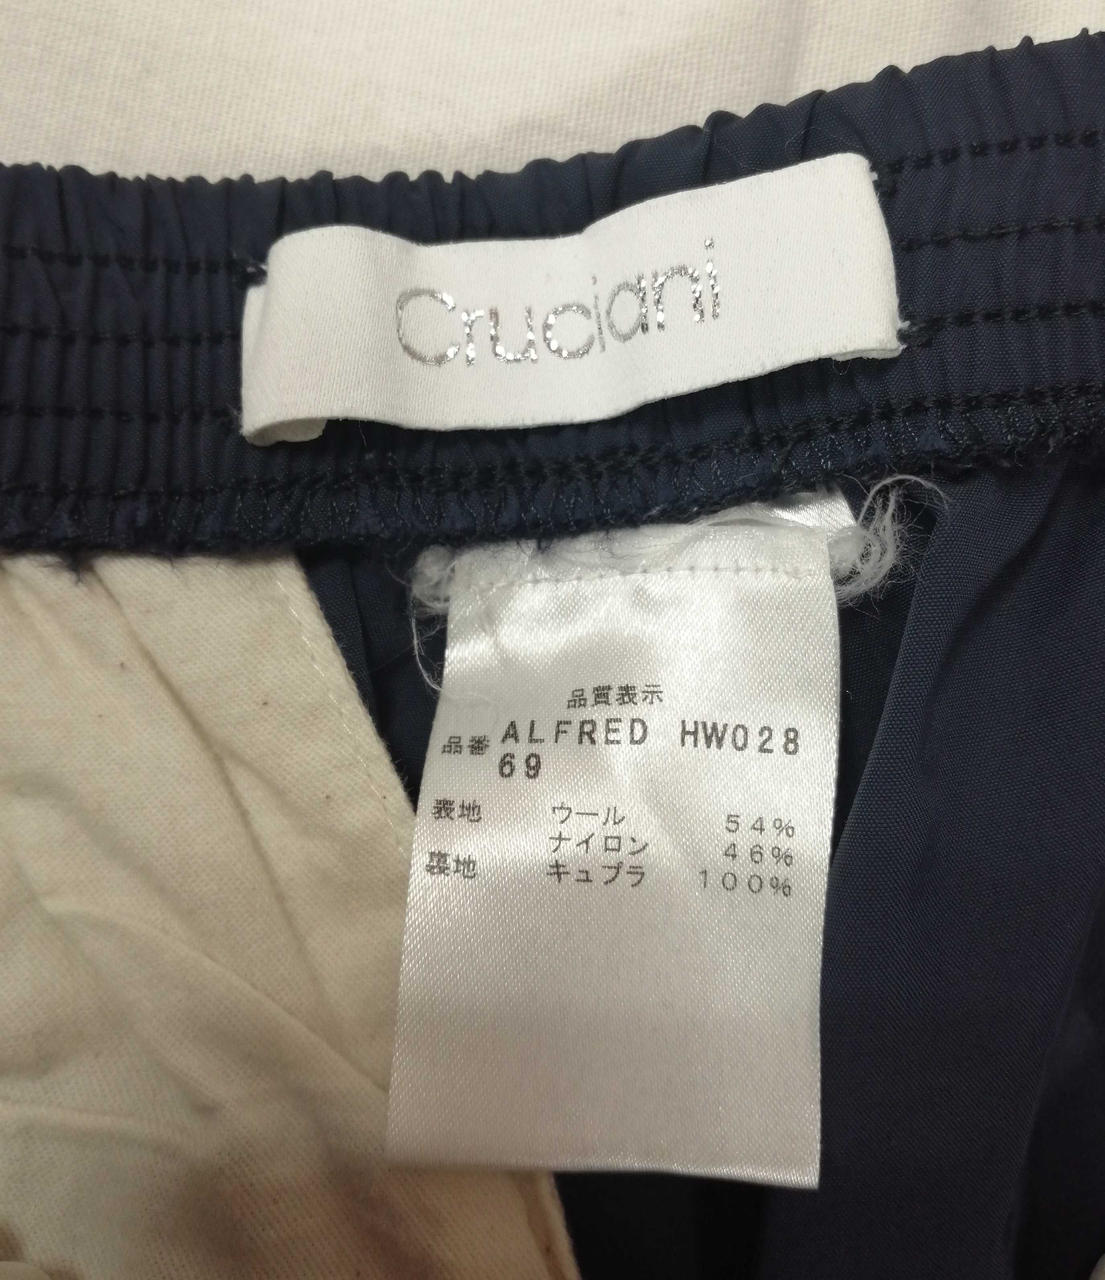 Cruciani
品質表示
品番 ALFRED HW028
69
表地 ウール 54%
ナイロン 46%
裏地 キュプラ 100%